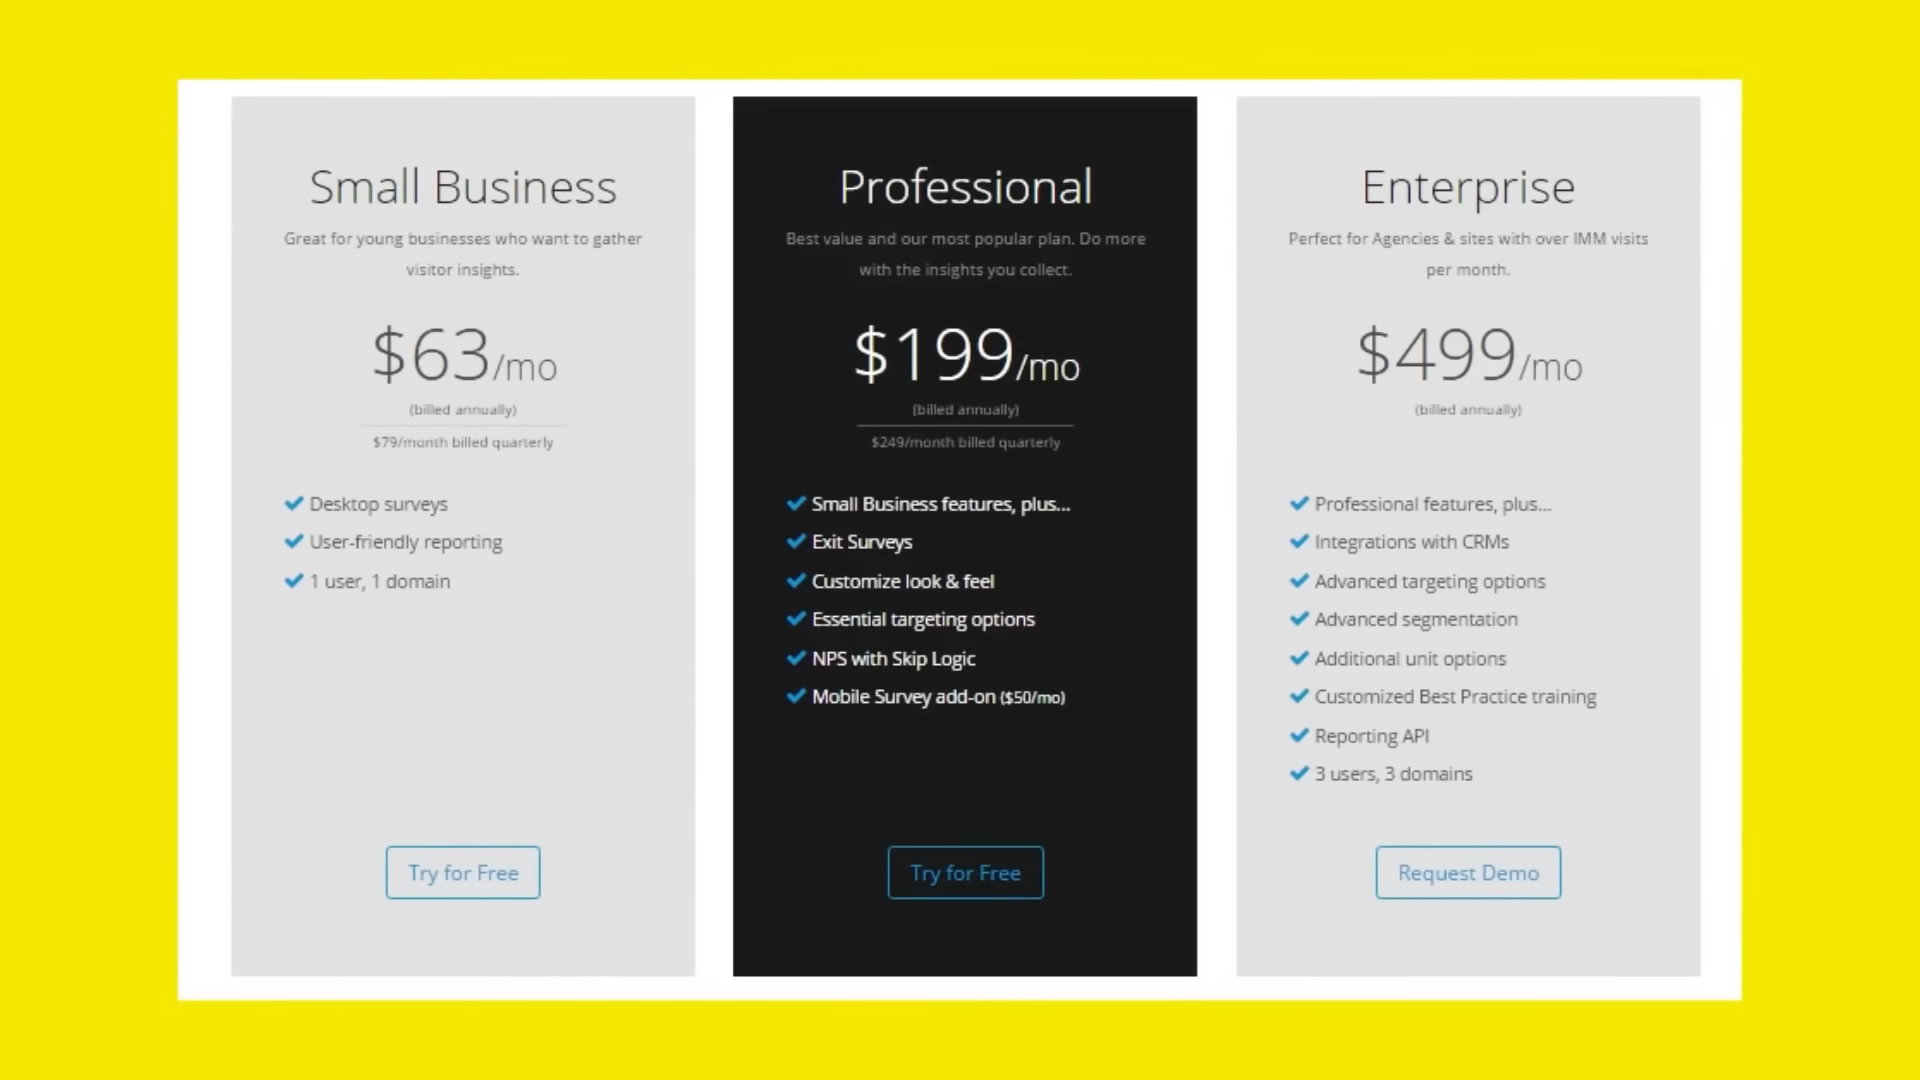 Small Business
Great for young businesses who want to gather
visitor insights.
$63/mo
(billed annually)
$79/month billed quarterly
Desktop surveys
User-friendly reporting
1 user, 1 domain
Try for Free
Professional
Best value and our most popular plan. Do more
with the insights you collect.
$199/mo
(billed annually)
$249/month billed quarterly
Small Business features, plus...
Exit Surveys
Customize look & feel
Essential targeting options
NPS with Skip Logic
Mobile Survey add-on ($50/mo)
Try for Free
Enterprise
Perfect for Agencies & sites with over 1MM visits
per month.
$499/mo
(billed annually)
Professional features, plus...
Integrations with CRMs
Advanced targeting options
Advanced segmentation
Additional unit options
Customized Best Practice training
Reporting API
3 users, 3 domains
Request Demo